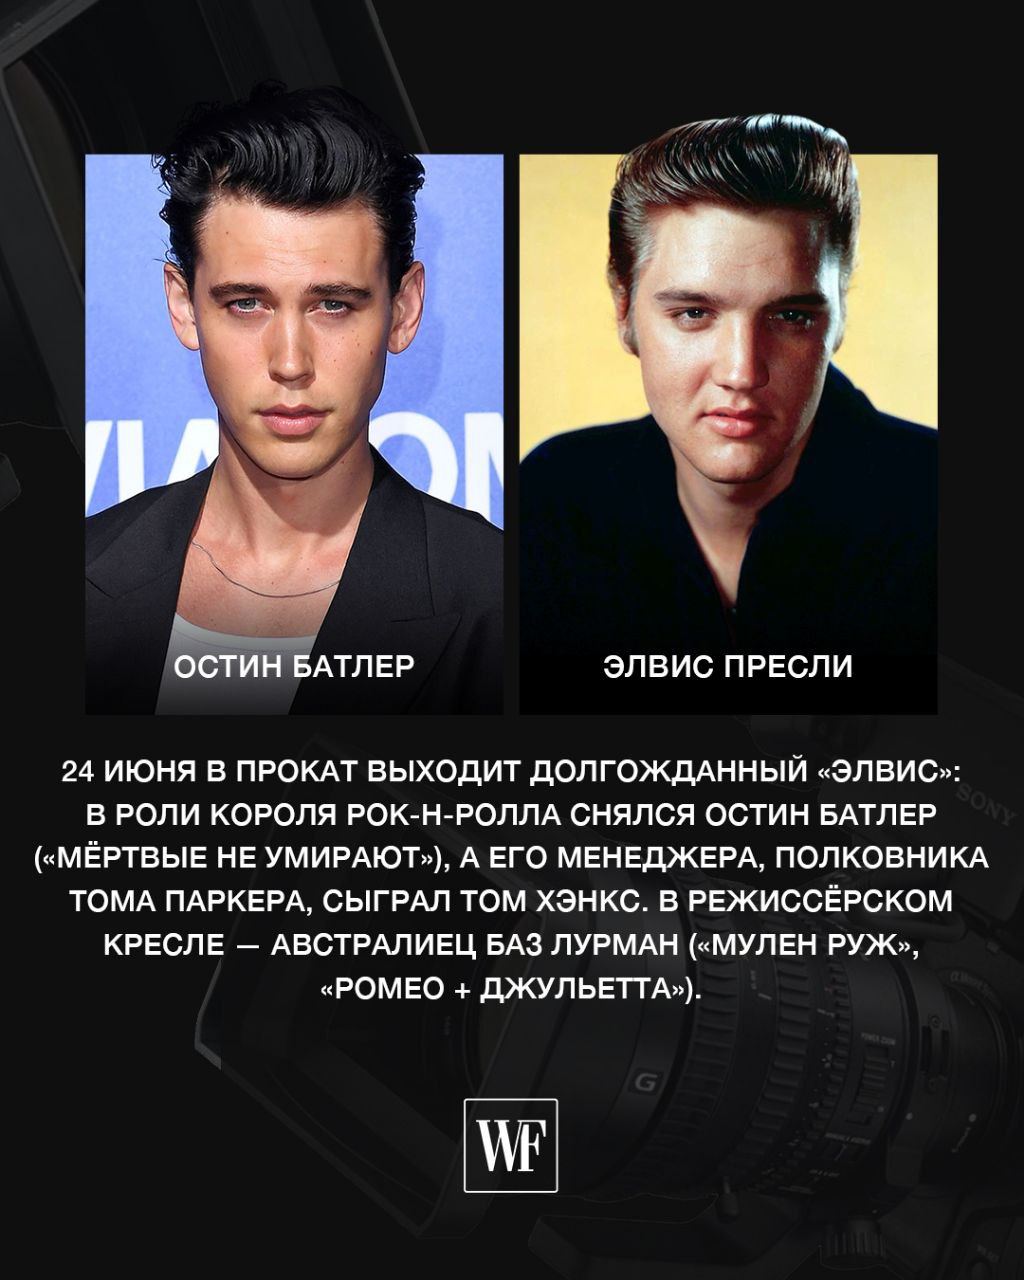 VIACOM
ОСТИН БАТЛЕР
ЭЛВИС ПРЕСЛИ
24 ИЮНЯ В ПРОКАТ ВЫХОДИТ ДОЛГОЖДАННЫЙ «ЭЛВИС»:
В РОЛИ КОРОЛЯ РОК-Н-РОЛЛА СНЯЛСЯ ОСТИН БАТЛЕР
(«МЁРТВЫЕ НЕ УМИРАЮТ»), А ЕГО МЕНЕДЖЕРА, ПОЛКОВНИКА
ТОМА ПАРКЕРА, СЫГРАЛ ТОМ ХЭНКС. В РЕЖИССЁРСКОМ
КРЕСЛЕ — АВСТРАЛИЕЦ БАЗ ЛУРМАН («МУЛЕН РУЖ»,
«РОМЕО + ДЖУЛЬЕТТА»).
SONY
G
WF